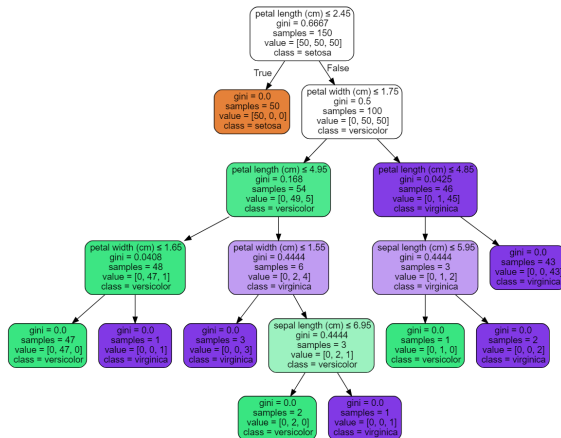 petal length (cm) ≤ 2.45
gini = 0.6667
samples = 150
value = [50, 50, 50]
class = setosa
True
False
gini = 0.0
samples = 50
value = [50, 0, 0]
class = setosa
petal width (cm) ≤ 1.75
gini = 0.5
samples = 100
value = [0, 50, 50]
class = versicolor
petal length (cm) ≤ 4.95
gini = 0.168
samples = 54
value = [0, 49, 5]
class = versicolor
petal length (cm) ≤ 4.85
gini = 0.0425
samples = 46
value = [0, 1, 45]
class = virginica
petal width (cm) ≤ 1.65
gini = 0.0408
samples = 48
value = [0, 47, 1]
class = versicolor
petal width (cm) ≤ 1.55
gini = 0.4444
samples = 6
value = [0, 2, 4]
class = virginica
sepal length (cm) ≤ 5.95
gini = 0.4444
samples = 3
value = [0, 1, 2]
class = virginica
gini = 0.0
samples = 43
value = [0, 0, 43]
class = virginica
gini = 0.0
samples = 47
value = [0, 47, 0]
class = versicolor
gini = 0.0
samples = 1
value = [0, 0, 1]
class = virginica
gini = 0.0
samples = 3
value = [0, 0, 3]
class = virginica
sepal length (cm) ≤ 6.95
gini = 0.4444
samples = 3
value = [0, 2, 1]
class = versicolor
gini = 0.0
samples = 1
value = [0, 1, 0]
class = versicolor
gini = 0.0
samples = 2
value = [0, 0, 2]
class = virginica
gini = 0.0
samples = 2
value = [0, 2, 0]
class = versicolor
gini = 0.0
samples = 1
value = [0, 0, 1]
class = virginica